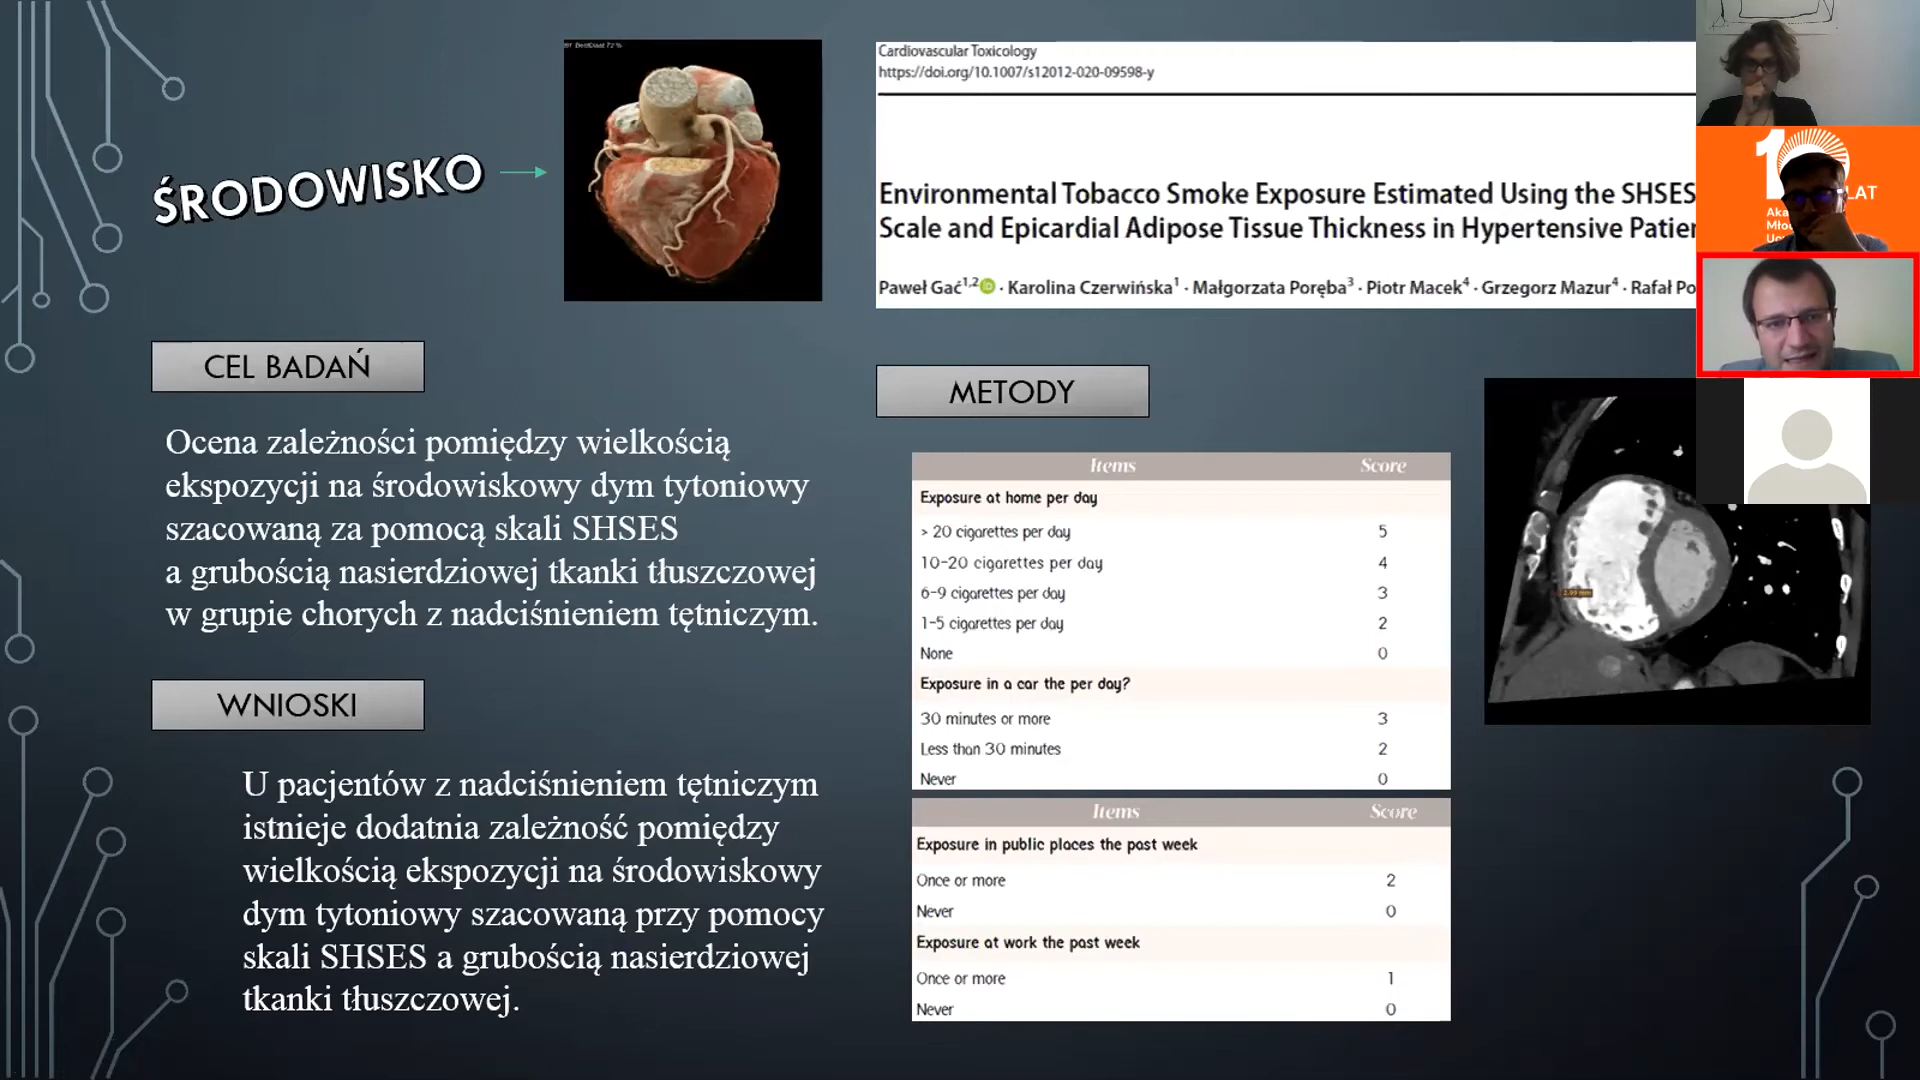 ŚRODOWISKO
Cardiovascular Toxicology
https://doi.org/10.1007/s12012-020-09598-y
Environmental Tobacco Smoke Exposure Estimated Using the SHSES
Scale and Epicardial Adipose Tissue Thickness in Hypertensive Patien
Paweł Gać1,2 · Karolina Czerwińska1 · Małgorzata Poręba3 · Piotr Macek4 · Grzegorz Mazur4 · Rafał Po
CEL BADAŃ
Ocena zależności pomiędzy wielkością
ekspozycji na środowiskowy dym tytoniowy
szacowaną za pomocą skali SHSES
a grubością nasierdziowej tkanki tłuszczowej
w grupie chorych z nadciśnieniem tętniczym.
WNIOSKI
U pacjentów z nadciśnieniem tętniczym
istnieje dodatnia zależność pomiędzy
wielkością ekspozycji na środowiskowy
dym tytoniowy szacowaną przy pomocy
skali SHSES a grubością nasierdziowej
tkanki tłuszczowej.
METODY
Items Score
Exposure at home per day
> 20 cigarettes per day 5
10-20 cigarettes per day 4
6-9 cigarettes per day 3
1-5 cigarettes per day 2
None 0
Exposure in a car the per day?
30 minutes or more 3
Less than 30 minutes 2
Never 0
Items Score
Exposure in public places the past week
Once or more 2
Never 0
Exposure at work the past week
Once or more 1
Never 0
2.99 mm
10
LAT
Aka
Mło